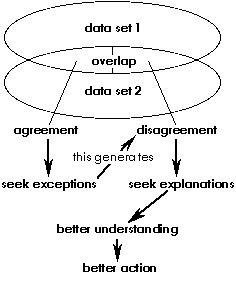 data set 1
overlap
data set 2
agreement disagreement
this generates
seek exceptions seek explanations
better understanding
better action